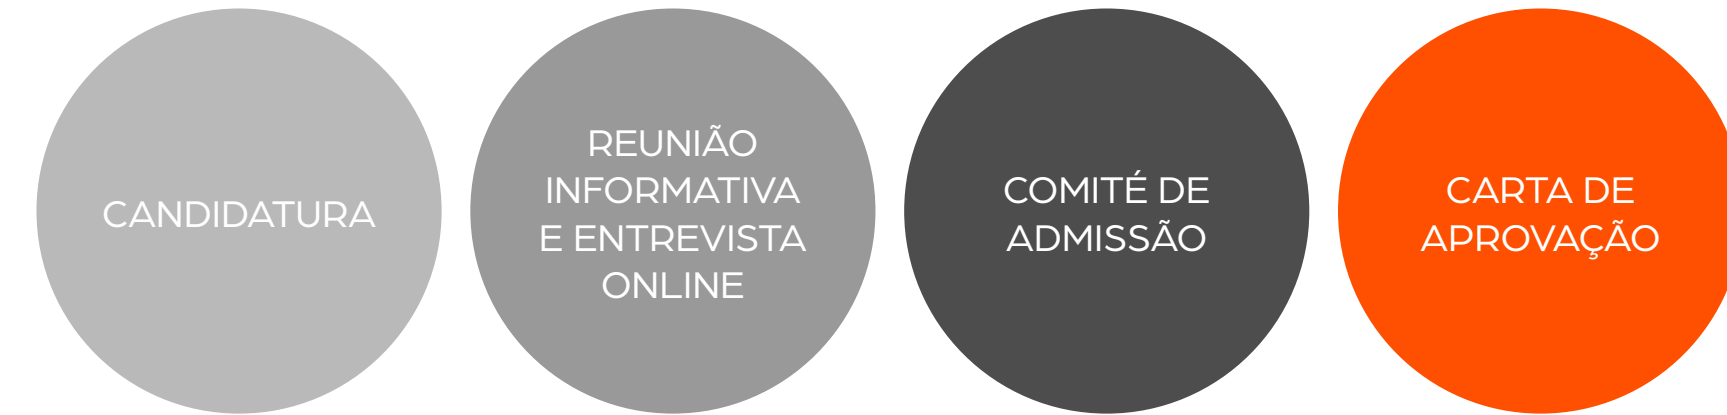 CANDIDATURA
REUNIÃO
INFORMATIVA
E ENTREVISTA
ONLINE
COMITÉ DE
ADMISSÃO
CARTA DE
APROVAÇÃO